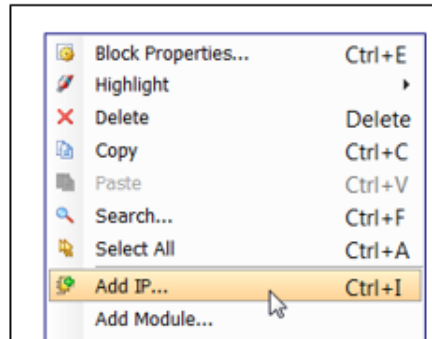 Block Properties... Ctrl+E
Highlight
Delete Delete
Copy Ctrl+C
Paste Ctrl+V
Search... Ctrl+F
Select All Ctrl+A
Add IP... Ctrl+I
Add Module...